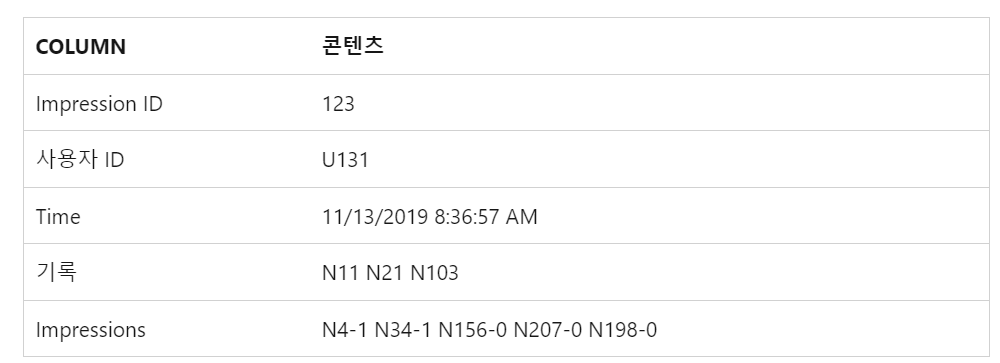 COLUMN 콘텐츠
Impression ID 123
사용자 ID U131
Time 11/13/2019 8:36:57 AM
기록 N11 N21 N103
Impressions N4-1 N34-1 N156-0 N207-0 N198-0